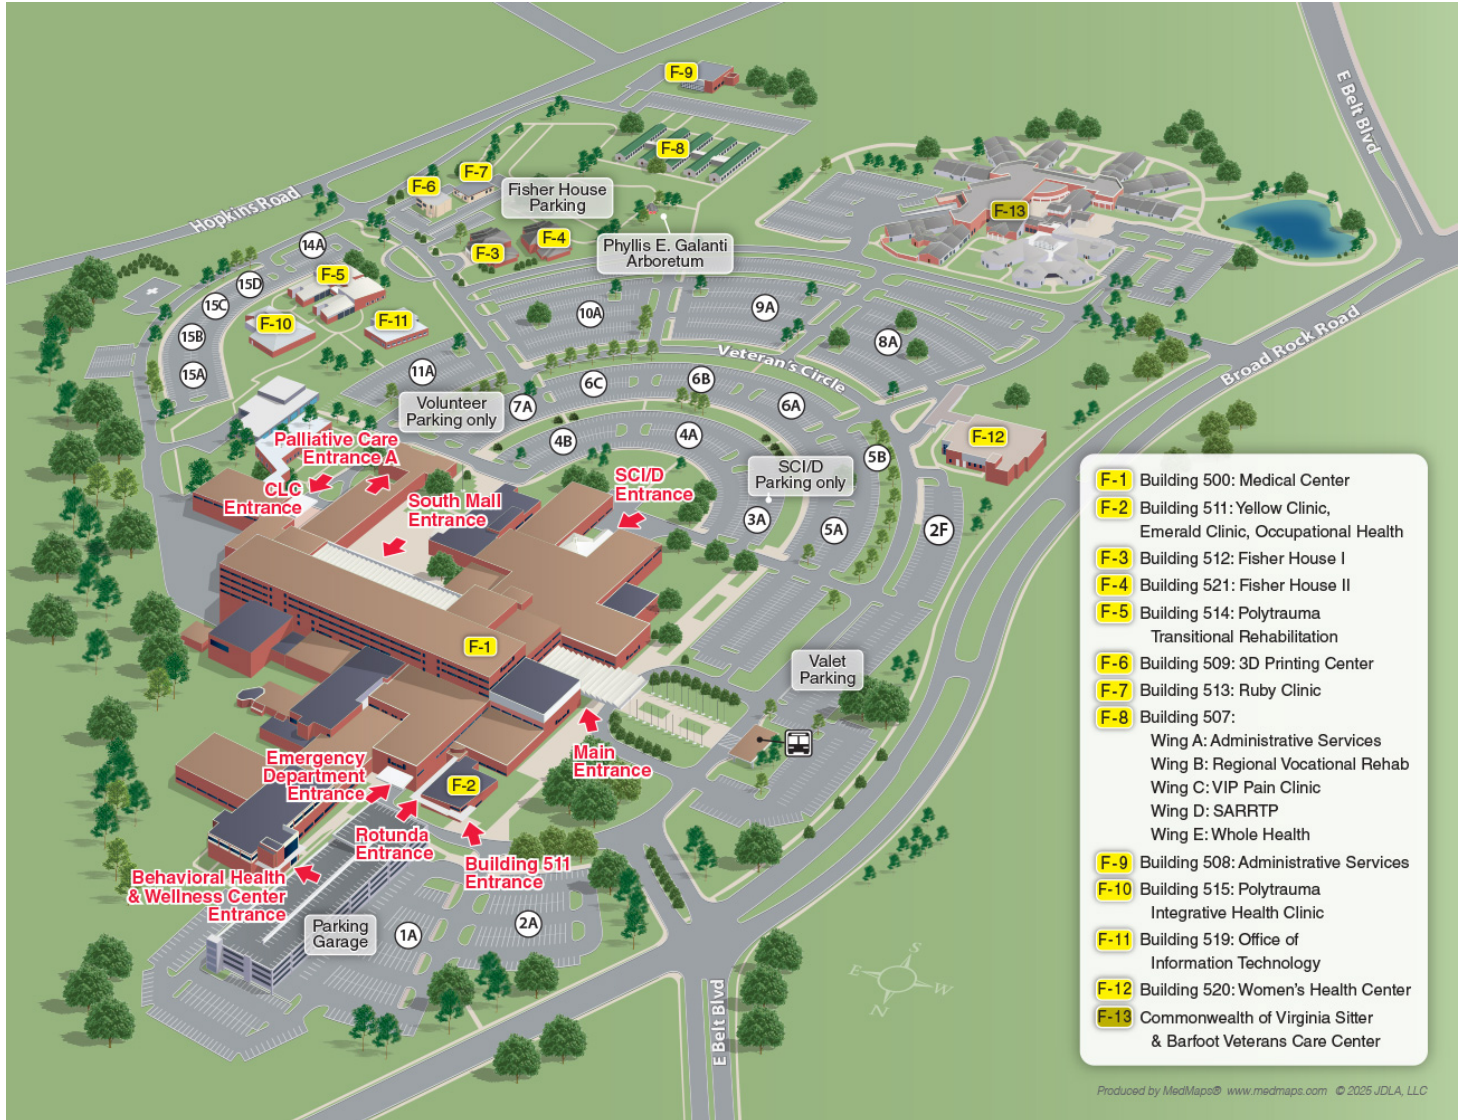 F-9
E Belt Blvd
F-8
F-7
F-6
Fisher House
Parking
Hopkins Road
F-13
14A
F-3
F-4
Phyllis E. Galanti
Arboretum
F-5
15D
15C
10A
9A
F-10
F-11
15B
8A
Broad Rock Road
Veteran's Circle
15A
11A
6C
6B
6A
Volunteer
Parking only
7A
4B
4A
5B
F-12
Palliative Care
Entrance A
CLC
Entrance
South Mall
Entrance
SCI/D
Entrance
SCI/D
Parking only
3A
5A
2F
F-1
Valet
Parking
Main
Entrance
Emergency
Department
Entrance
F-2
Rotunda
Entrance
Building 511
Entrance
Behavioral Health
& Wellness Center
Entrance
Parking
Garage
1A
2A
E Belt Blvd
S
E
W
N
F-1 Building 500: Medical Center
F-2 Building 511: Yellow Clinic,
Emerald Clinic, Occupational Health
F-3 Building 512: Fisher House I
F-4 Building 521: Fisher House II
F-5 Building 514: Polytrauma
Transitional Rehabilitation
F-6 Building 509: 3D Printing Center
F-7 Building 513: Ruby Clinic
F-8 Building 507:
Wing A: Administrative Services
Wing B: Regional Vocational Rehab
Wing C: VIP Pain Clinic
Wing D: SARRTP
Wing E: Whole Health
F-9 Building 508: Administrative Services
F-10 Building 515: Polytrauma
Integrative Health Clinic
F-11 Building 519: Office of
Information Technology
F-12 Building 520: Women's Health Center
F-13 Commonwealth of Virginia Sitter
& Barfoot Veterans Care Center
Produced by MedMaps® www.medmaps.com © 2025 JDLA, LLC